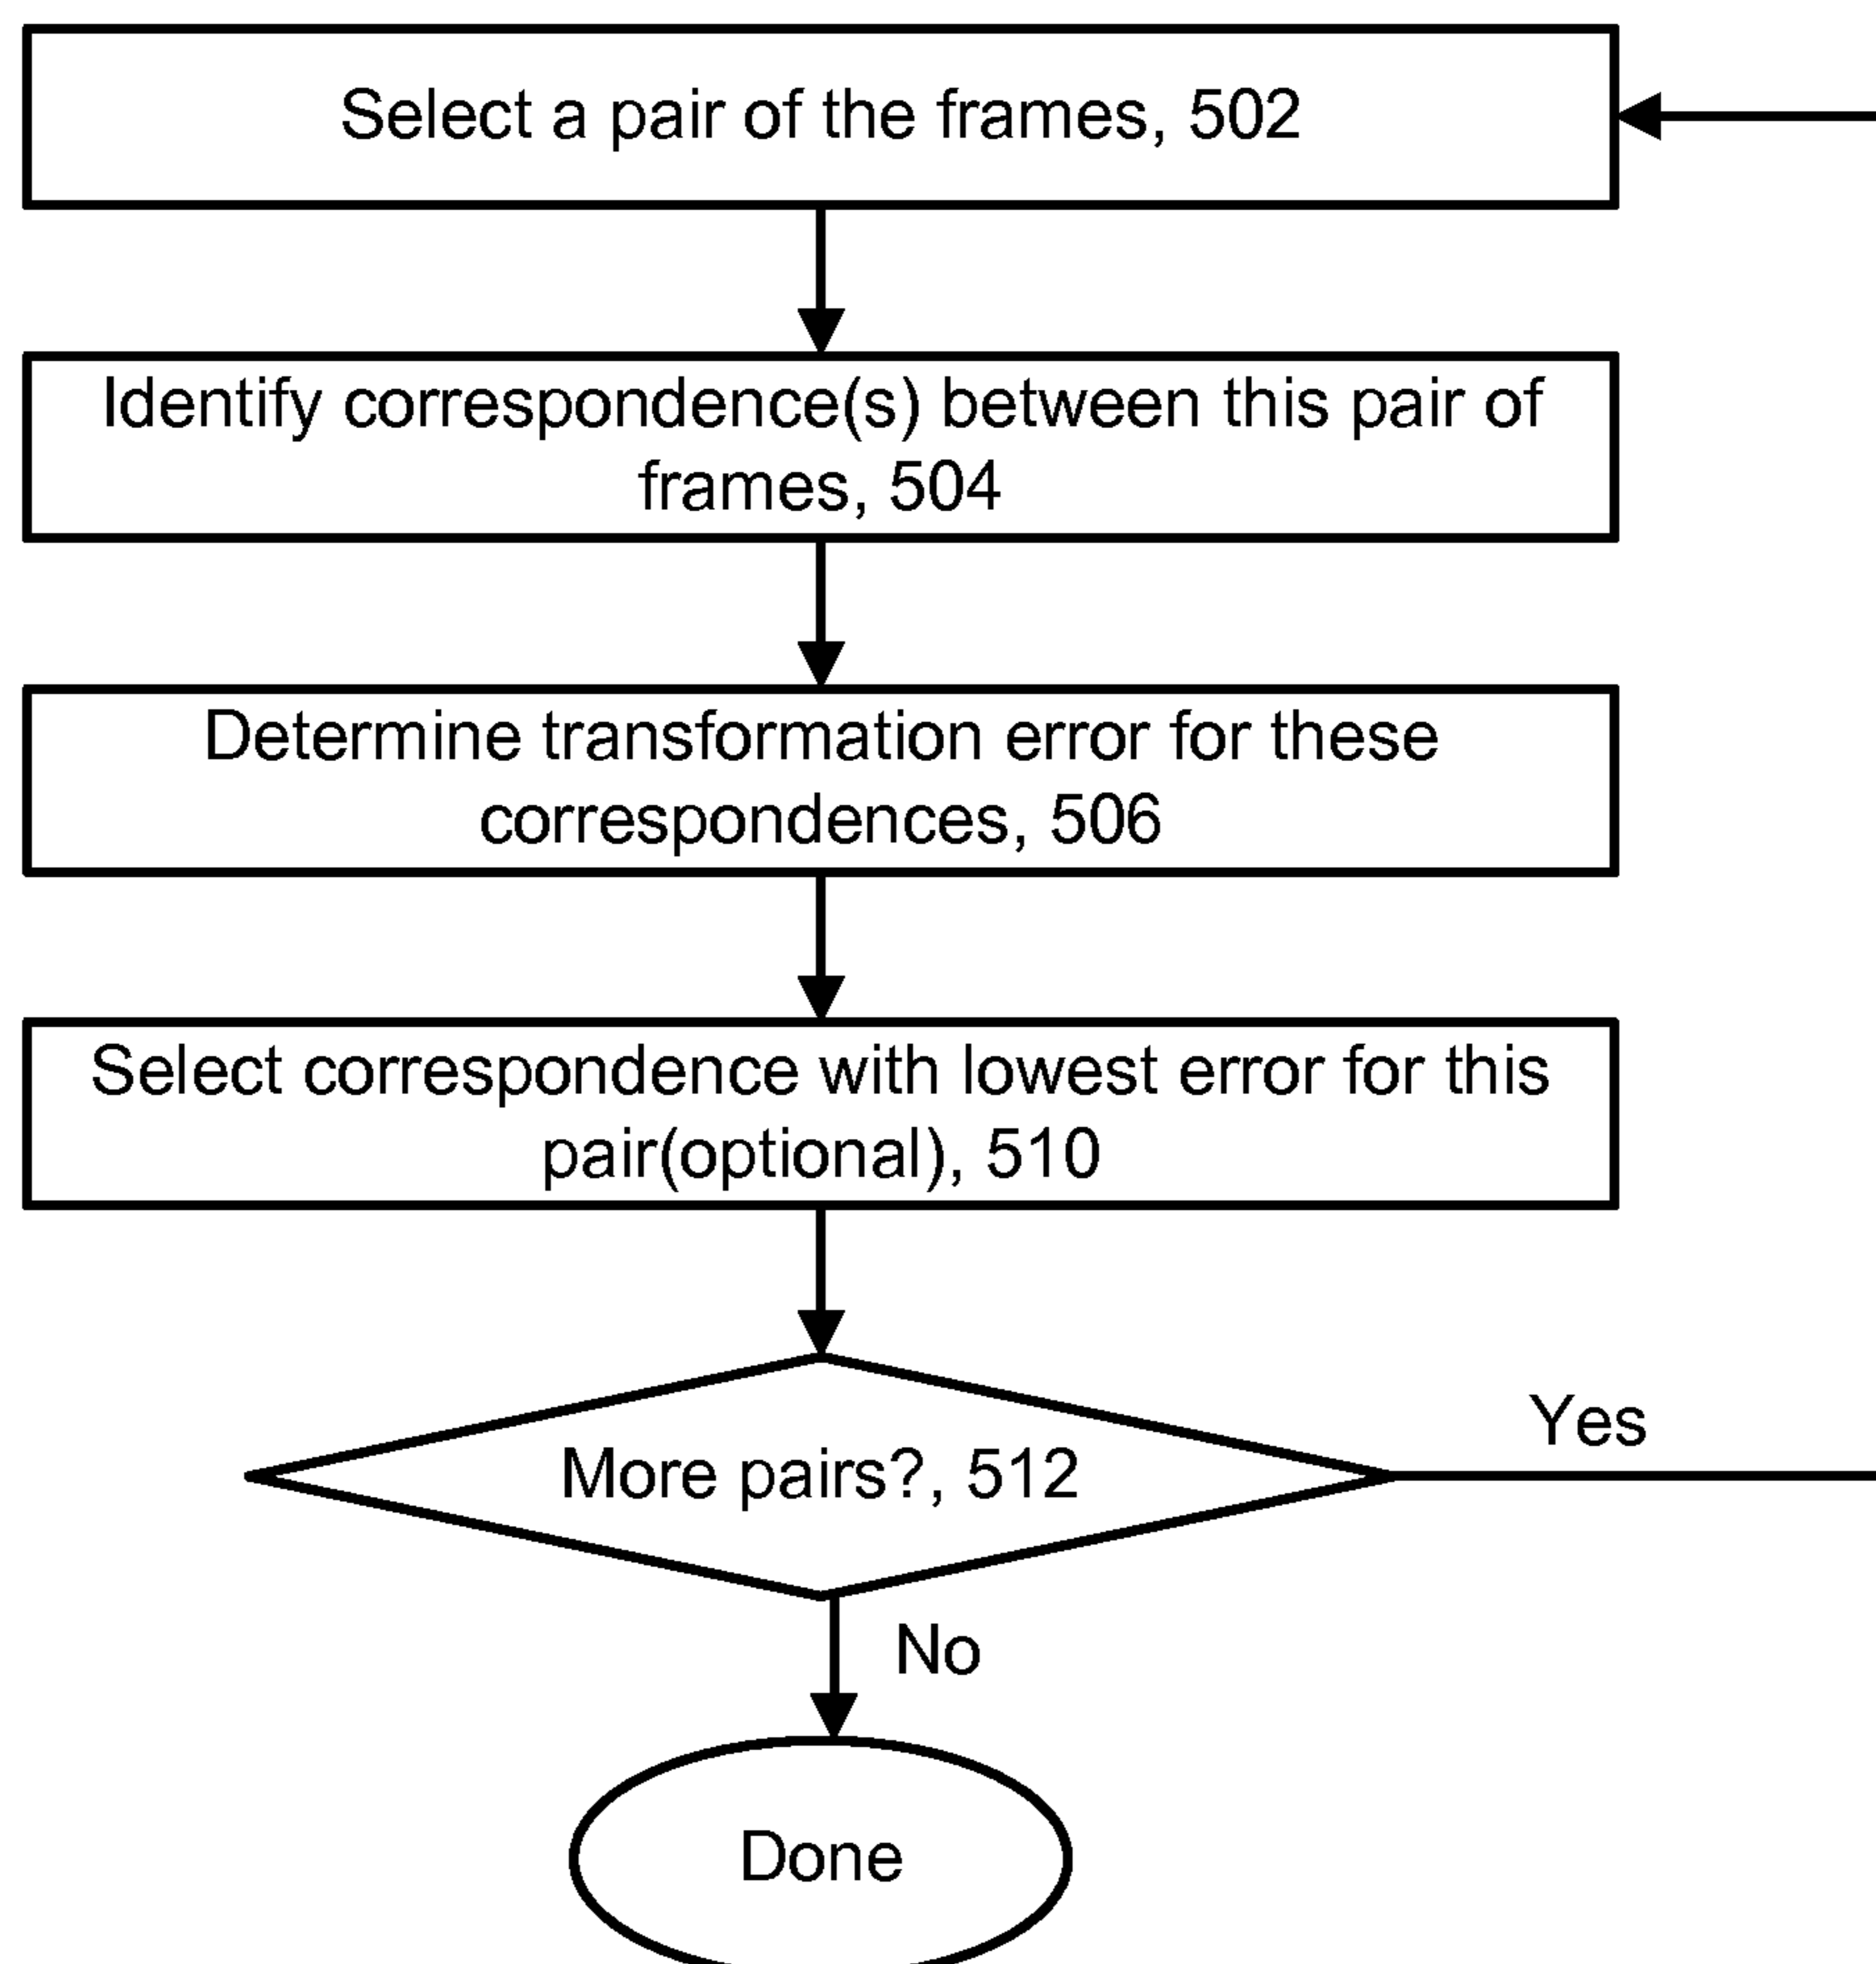 Select a pair of the frames, 502
Identify correspondence(s) between this pair of
frames, 504
Determine transformation error for these
correspondences, 506
Select correspondence with lowest error for this
pair(optional), 510
More pairs?, 512
Yes
No
Done